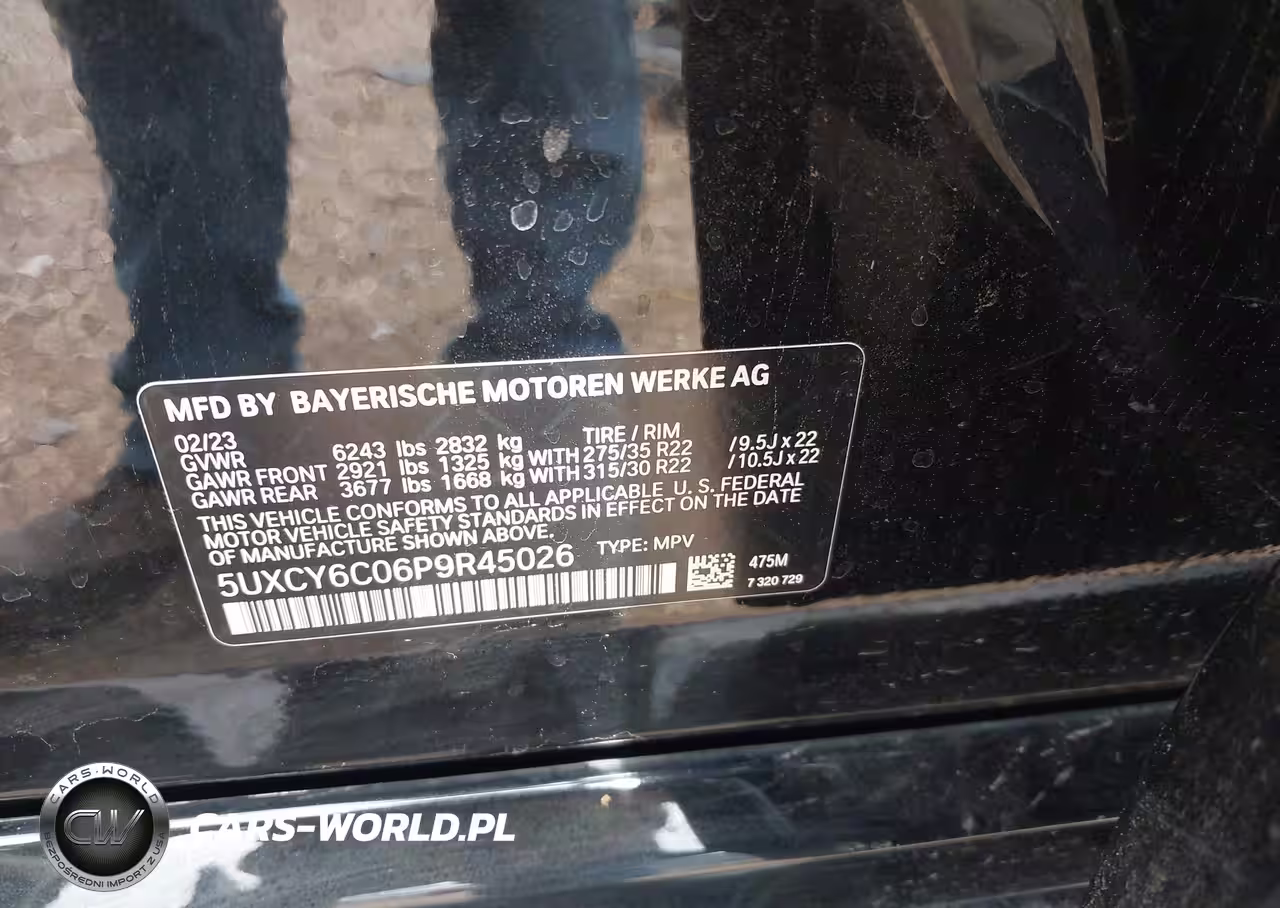 MFD BY BAYERISCHE MOTOREN WERKE AG
02/23 TIRE / RIM
GVWR 6243 lbs 2832 kg
GAWR FRONT 2921 lbs 1325 kg WITH 275/35 R22 / 9.5J x 22
GAWR REAR 3677 lbs 1668 kg WITH 315/30 R22 / 10.5J x 22
THIS VEHICLE CONFORMS TO ALL APPLICABLE U. S. FEDERAL
MOTOR VEHICLE SAFETY STANDARDS IN EFFECT ON THE DATE
OF MANUFACTURE SHOWN ABOVE.
5UXCY6C06P9R45026 TYPE: MPV
475M
7 320 729
CARS-WORLD
CW
BEZPOŚREDNI IMPORT Z USA
CARS-WORLD.PL